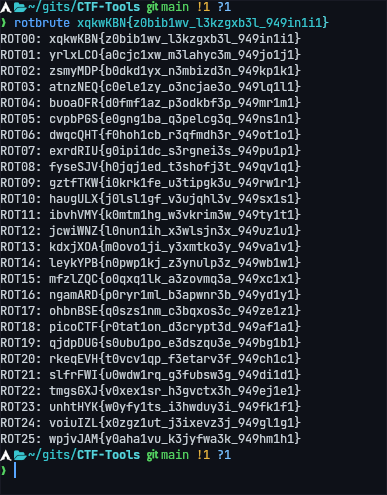 ~/gits/CTF-Tools git main !1 ?1
❯ rotbrute xqkwKBN{z0bib1wv_l3kzgxb3l_949in1i1}
ROT00: xqkwKBN{z0bib1wv_l3kzgxb3l_949in1i1}
ROT01: yrlxLCO{a0cjc1xw_m3lahyc3m_949jo1j1}
ROT02: zsmyMDP{b0dkd1yx_n3mbizd3n_949kp1k1}
ROT03: atnzNEQ{c0ele1zy_o3ncjae3o_949lq1l1}
ROT04: buoaOFR{d0fmf1az_p3odkbf3p_949mr1m1}
ROT05: cvpbPGS{e0gng1ba_q3pelcg3q_949ns1n1}
ROT06: dwqcQHT{f0hoh1cb_r3qfmdh3r_949ot1o1}
ROT07: exrdRIU{g0ipi1dc_s3rgnei3s_949pu1p1}
ROT08: fyseSJV{h0jqj1ed_t3shofj3t_949qv1q1}
ROT09: gztfTKW{i0krk1fe_u3tipgk3u_949rw1r1}
ROT10: haugULX{j0lsl1gf_v3ujqhl3v_949sx1s1}
ROT11: ibvhVMY{k0mtm1hg_w3vkrim3w_949ty1t1}
ROT12: jcwiWNZ{l0nun1ih_x3wlsjn3x_949uz1u1}
ROT13: kdxjXOA{m0ovo1ji_y3xmtko3y_949va1v1}
ROT14: leykYPB{n0pwp1kj_z3ynulp3z_949wb1w1}
ROT15: mfzlZQC{o0qxq1lk_a3zovmq3a_949xc1x1}
ROT16: ngamARD{p0ryr1ml_b3apwnr3b_949yd1y1}
ROT17: ohbnBSE{q0szs1nm_c3bqxos3c_949ze1z1}
ROT18: picoCTF{r0tat1on_d3crypt3d_949af1a1}
ROT19: qjdpDUG{s0ubu1po_e3dszqu3e_949bg1b1}
ROT20: rkeqEVH{t0vcv1qp_f3etarv3f_949ch1c1}
ROT21: slfrFWI{u0wdw1rq_g3fubsw3g_949di1d1}
ROT22: tmgsGXJ{v0xex1sr_h3gvctx3h_949ej1e1}
ROT23: unhtHYK{w0yfy1ts_i3hwduy3i_949fk1f1}
ROT24: voiuIZL{x0zgz1ut_j3ixevz3j_949gl1g1}
ROT25: wpjvJAM{y0aha1vu_k3jyfwa3k_949hm1h1}
~/gits/CTF-Tools git main !1 ?1
❯